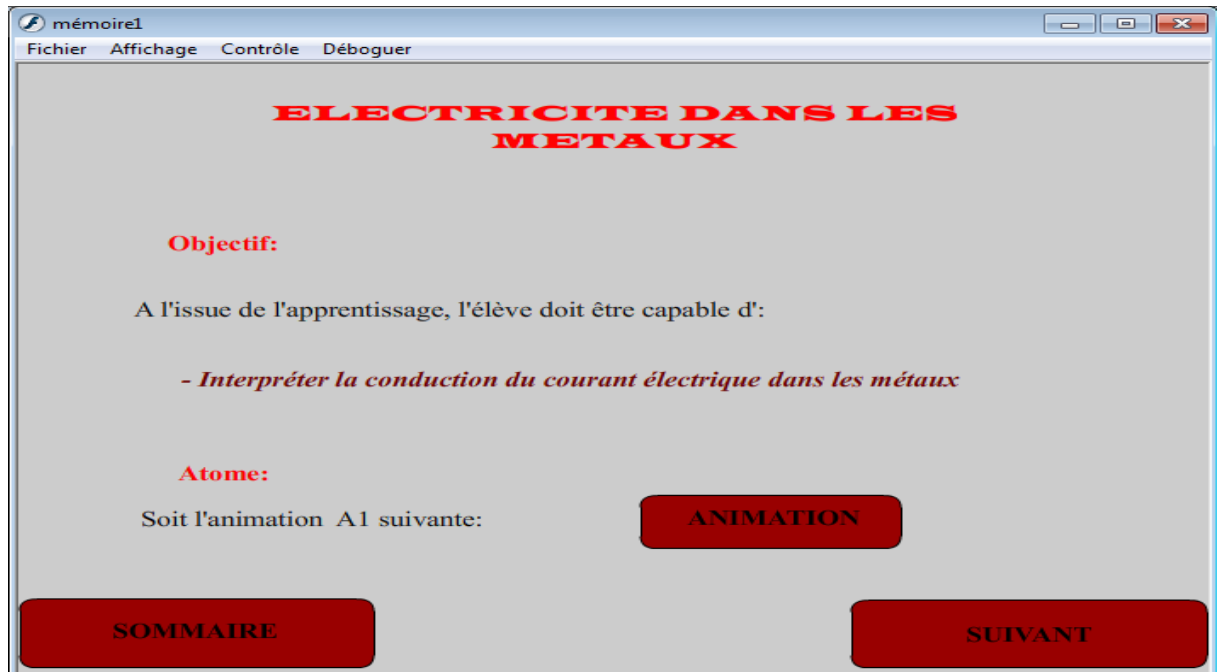 mémoire1
Fichier Affichage Contrôle Déboguer
ELECTRICITE DANS LES
METAUX
Objectif:
A l'issue de l'apprentissage, l'élève doit être capable d':
- Interpréter la conduction du courant électrique dans les métaux
Atome:
Soit l'animation A1 suivante:
ANIMATION
SOMMAIRE
SUIVANT